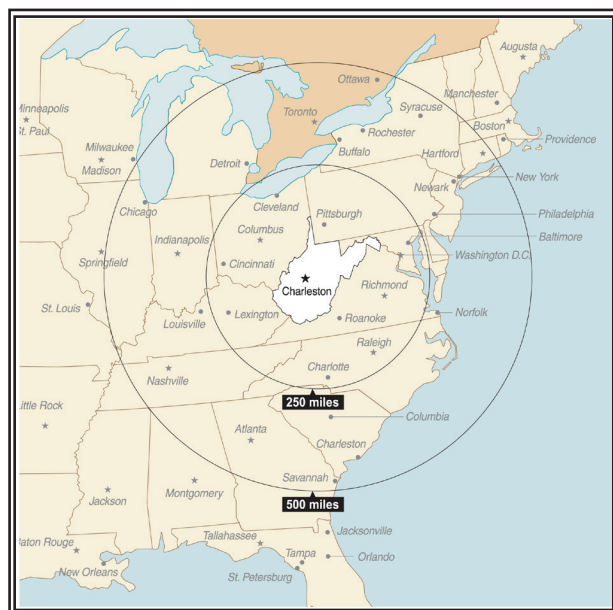 Augusta
Ottawa
Manchester
Minneapolis
St. Paul
Toronto
Syracuse
Boston
Rochester
Milwaukee
Madison
Detroit
Buffalo
Hartford
Providence
New York
Newark
Chicago
Cleveland
Pittsburgh
Philadelphia
Columbus
Indianapolis
Baltimore
Springfield
Cincinnati
Washington D.C.
Charleston
Richmond
St. Louis
Louisville
Lexington
Roanoke
Norfolk
Raleigh
Nashville
Charlotte
250 miles
Little Rock
Columbia
Atlanta
Charleston
Savannah
Jackson
Montgomery
500 miles
Jacksonville
Baton Rouge
Tallahassee
Tampa
Orlando
New Orleans
St. Petersburg